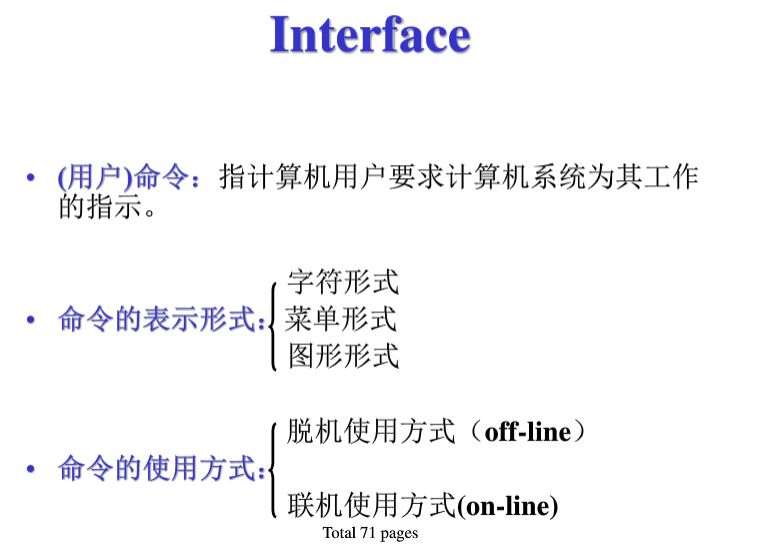 Interface
• (用户)命令：指计算机用户要求计算机系统为其工作
的指示。
字符形式
• 命令的表示形式：菜单形式
图形形式
脱机使用方式（off-line）
• 命令的使用方式：
联机使用方式(on-line)
Total 71 pages